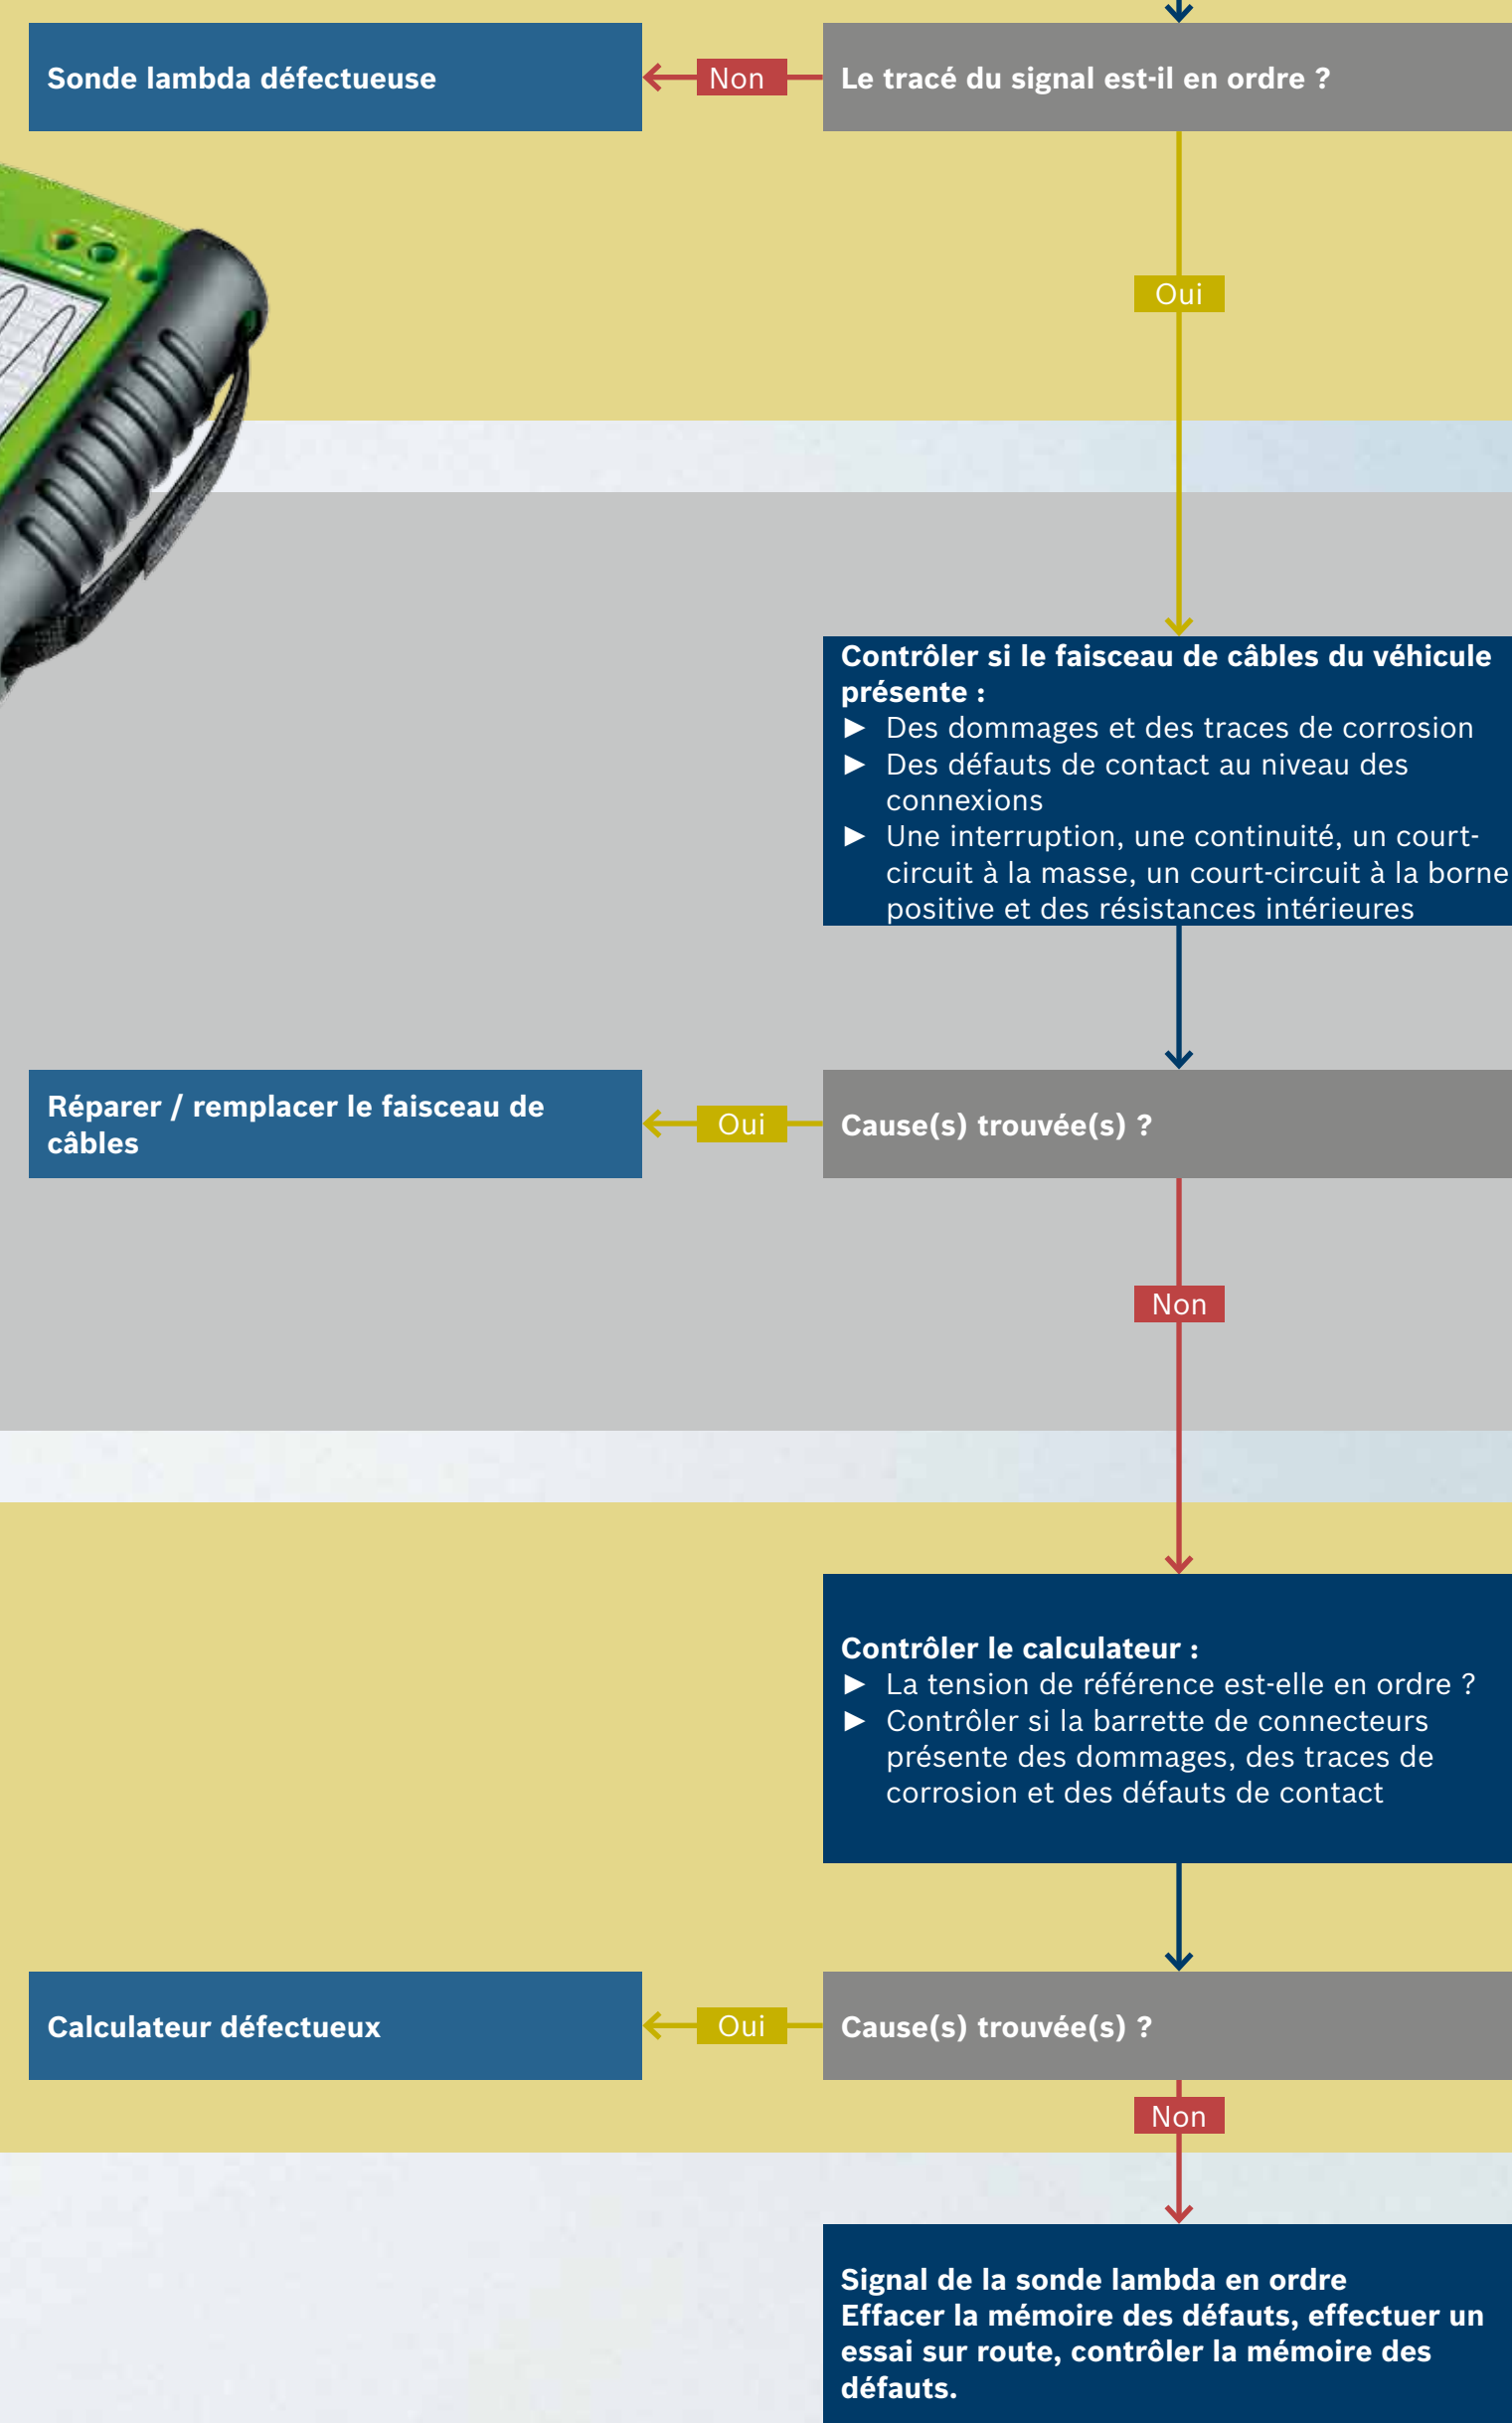 Sonde lambda défectueuse
Non
Le tracé du signal est-il en ordre ?
Oui
Contrôler si le faisceau de câbles du véhicule
présente :
► Des dommages et des traces de corrosion
► Des défauts de contact au niveau des
connexions
► Une interruption, une continuité, un court-
circuit à la masse, un court-circuit à la borne
positive et des résistances intérieures
Réparer / remplacer le faisceau de
câbles
Oui
Cause(s) trouvée(s) ?
Non
Contrôler le calculateur :
► La tension de référence est-elle en ordre ?
► Contrôler si la barrette de connecteurs
présente des dommages, des traces de
corrosion et des défauts de contact
Calculateur défectueux
Oui
Cause(s) trouvée(s) ?
Non
Signal de la sonde lambda en ordre
Effacer la mémoire des défauts, effectuer un
essai sur route, contrôler la mémoire des
défauts.